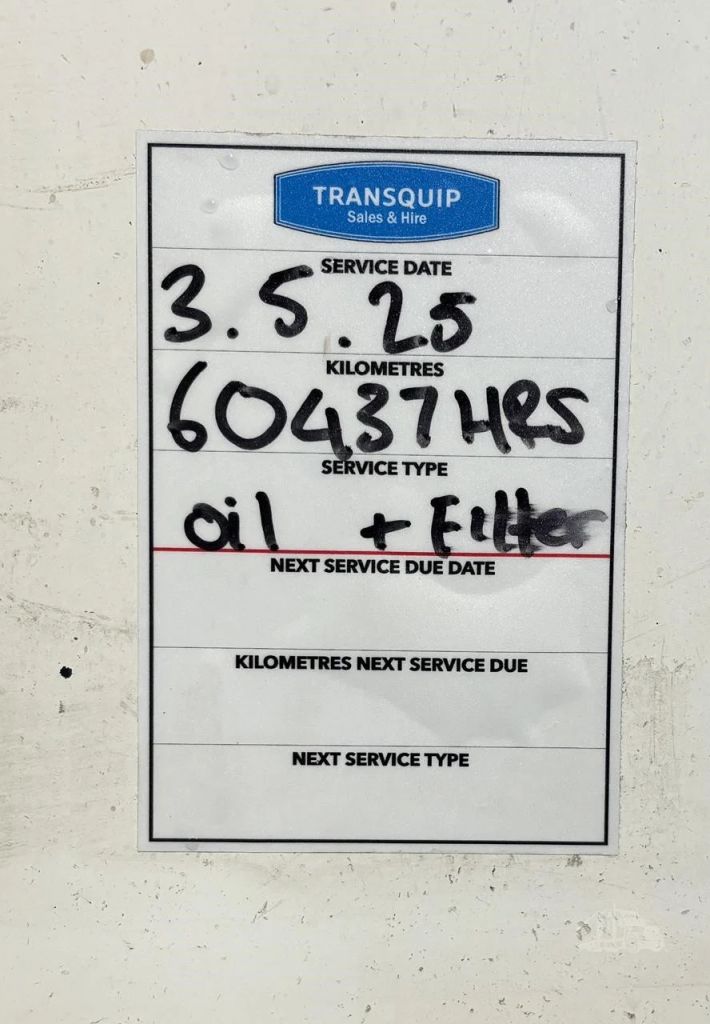 TRANSQUIP
Sales & Hire
SERVICE DATE
3.5.25
KILOMETRES
60437 HRS
SERVICE TYPE
oil + Filter
NEXT SERVICE DUE DATE
KILOMETRES NEXT SERVICE DUE
NEXT SERVICE TYPE